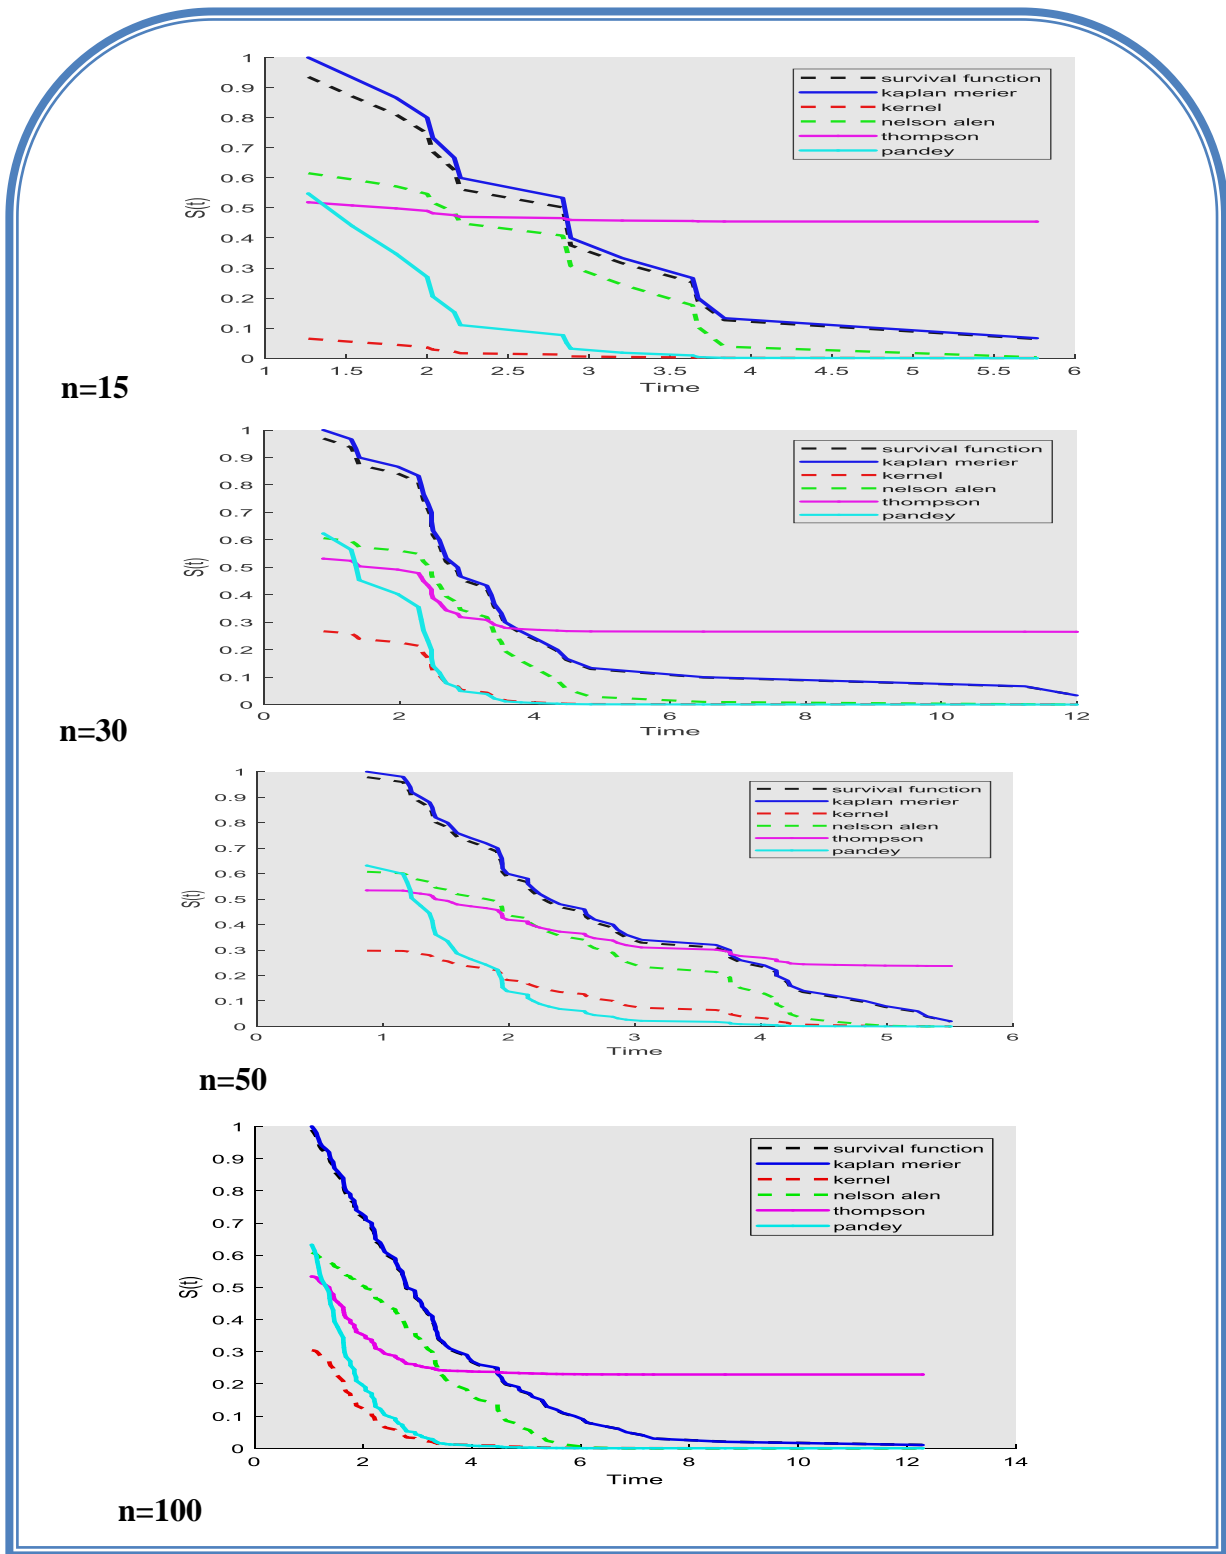 1
0.9
0.8
0.7
0.6
0.5
0.4
0.3
0.2
0.1
0
S(t)
survival function
kaplan merier
kernel
nelson alen
thompson
pandey
1 1.5 2 2.5 3 3.5 4 4.5 5 5.5 6
Time
n=15
1
0.9
0.8
0.7
0.6
0.5
0.4
0.3
0.2
0.1
0
S(t)
survival function
kaplan merier
kernel
nelson alen
thompson
pandey
0 2 4 6 8 10 12
Time
n=30
1
0.9
0.8
0.7
0.6
0.5
0.4
0.3
0.2
0.1
0
S(t)
survival function
kaplan merier
kernel
nelson alen
thompson
pandey
0 1 2 3 4 5 6
Time
n=50
1
0.9
0.8
0.7
0.6
0.5
0.4
0.3
0.2
0.1
0
S(t)
survival function
kaplan merier
kernel
nelson alen
thompson
pandey
0 2 4 6 8 10 12 14
Time
n=100